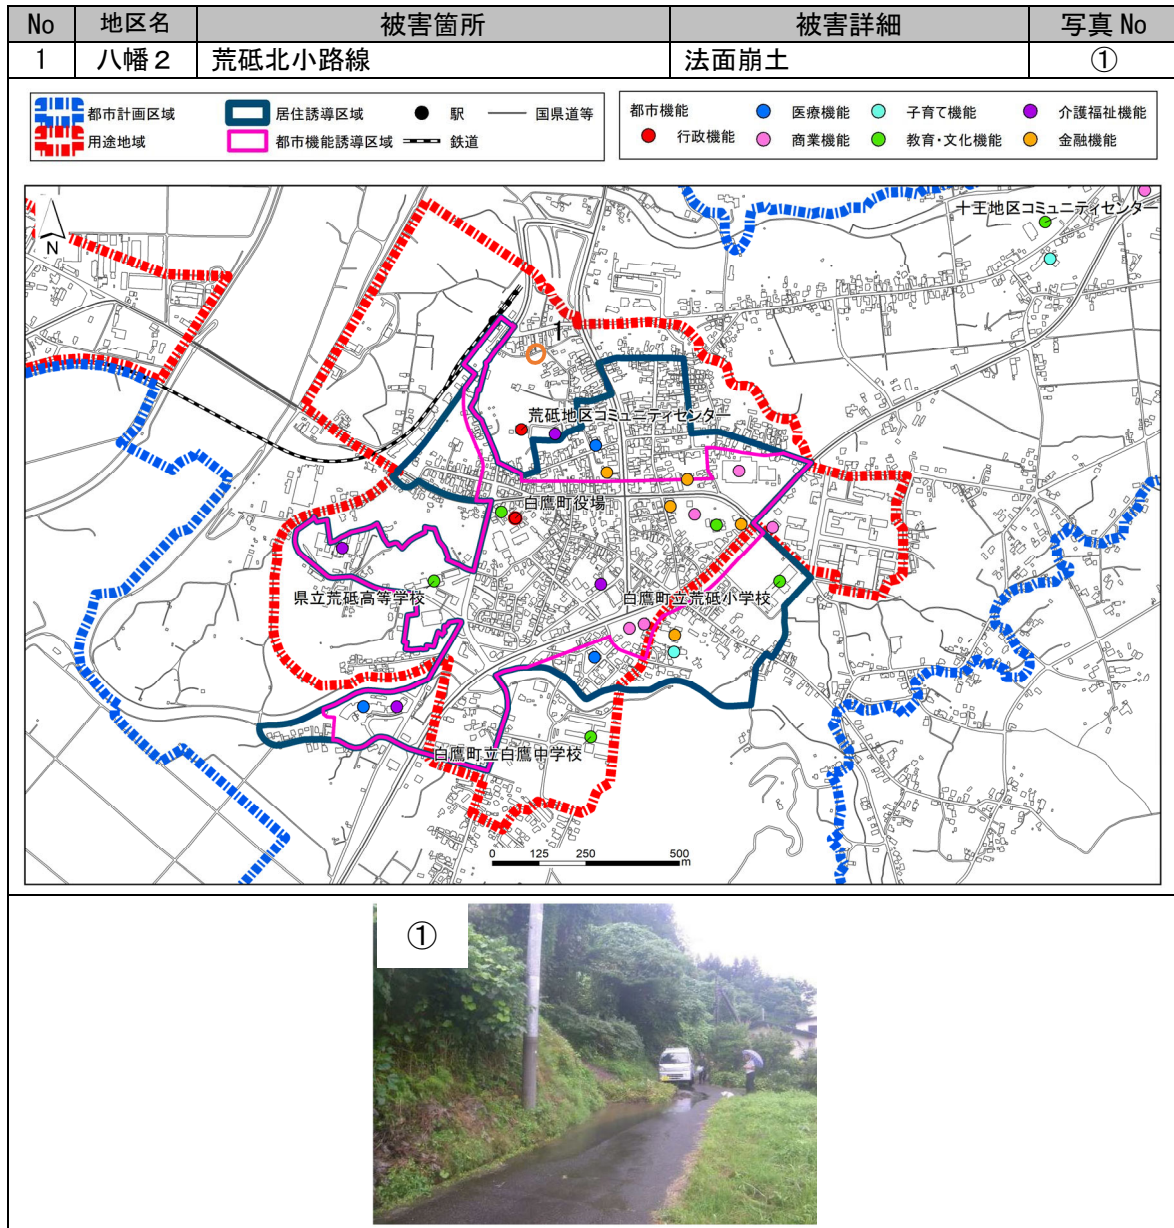 No 地区名 被害箇所 被害詳細 写真 No
1 八幡２ 荒砥北小路線 法面崩土 ①
都市計画区域 居住誘導区域 駅 国県道等
用途地域 都市機能誘導区域 鉄道
都市機能 医療機能 子育て機能 介護福祉機能
行政機能 商業機能 教育・文化機能 金融機能
十王地区コミュニティセンター
N
1
荒砥地区コミュニティセンター
白鷹町役場
県立荒砥高等学校
白鷹町立荒砥小学校
白鷹町立白鷹中学校
0 125 250 500
m
①